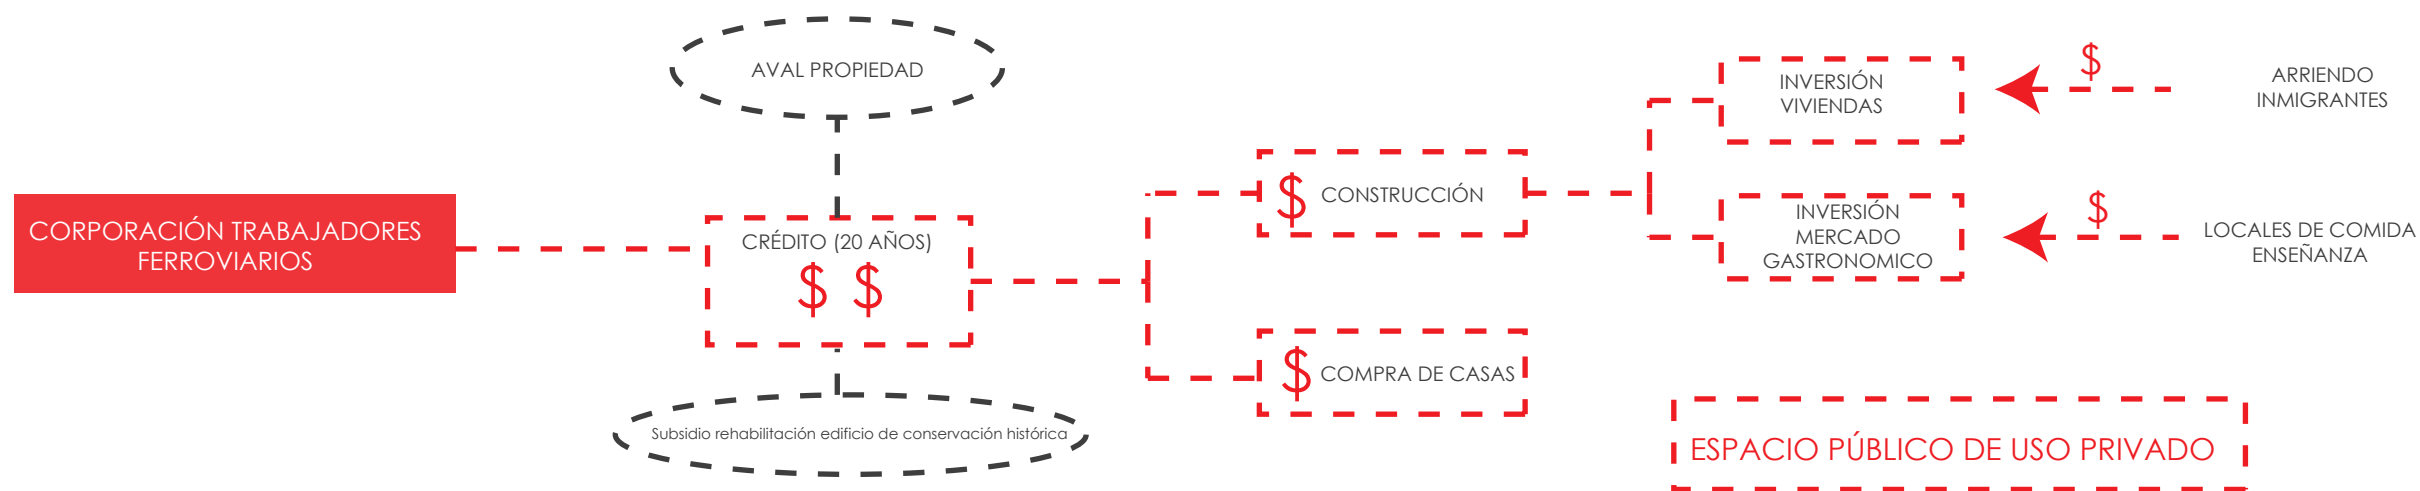 AVAL PROPIEDAD
CORPORACIÓN TRABAJADORES
FERROVIARIOS
CRÉDITO (20 AÑOS)
$ $
Subsidio rehabilitación edificio de conservación histórica
$ CONSTRUCCIÓN
$ COMPRA DE CASAS
INVERSIÓN
VIVIENDAS
$
ARRIENDO
INMIGRANTES
INVERSIÓN
MERCADO
GASTRONOMICO
$
LOCALES DE COMIDA
ENSEÑANZA
ESPACIO PÚBLICO DE USO PRIVADO